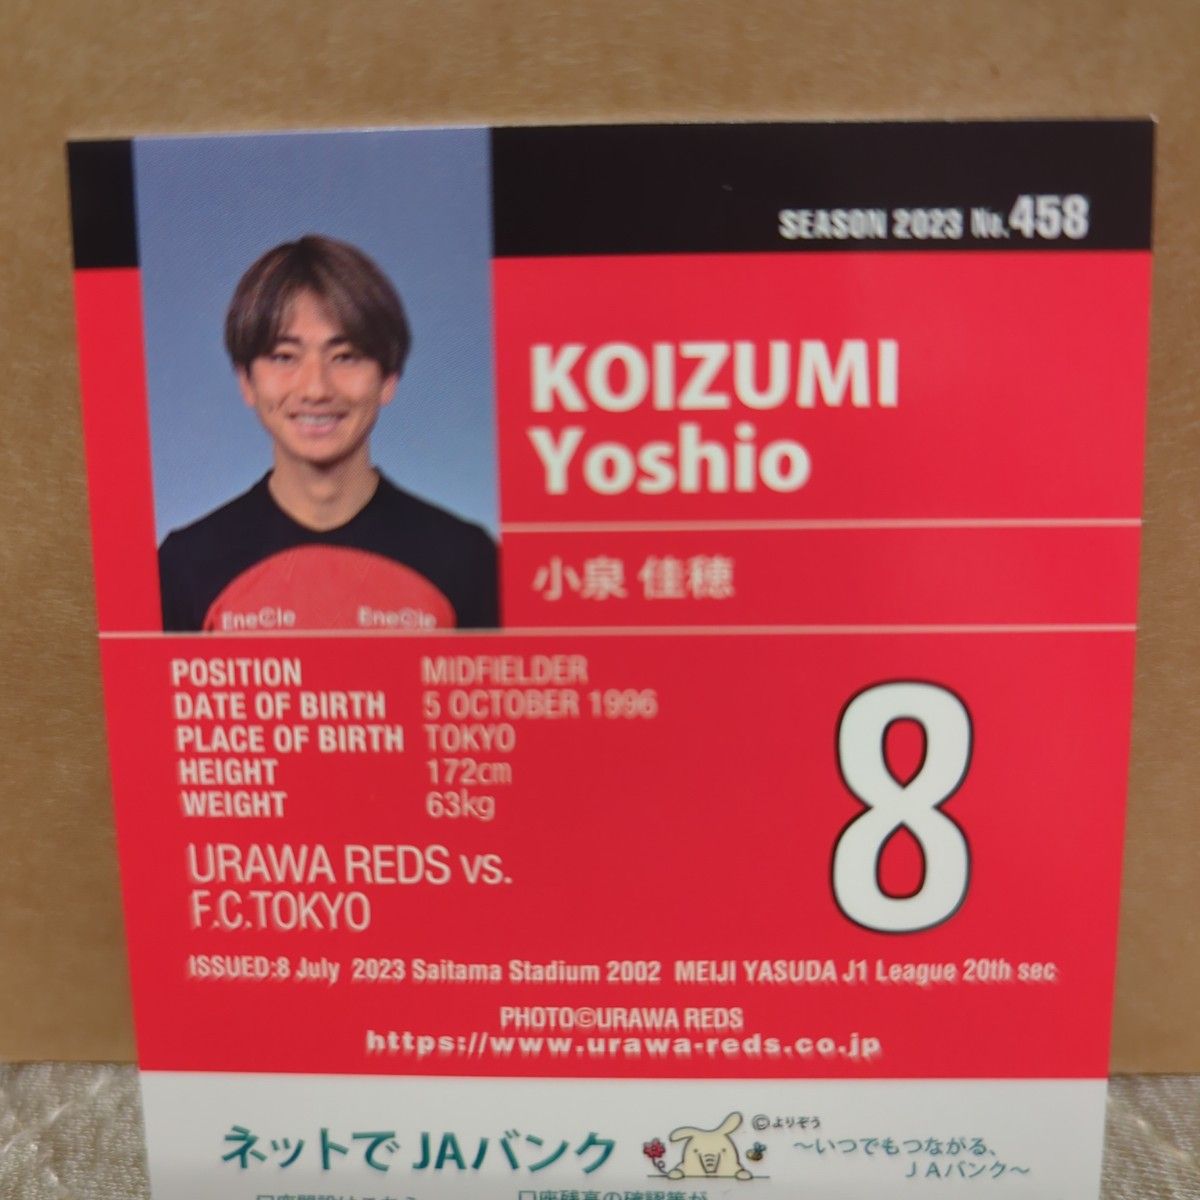 SEASON 2023 No.458
KOIZUMI
Yoshio
小泉 佳穂
EneCle EneCle
POSITION MIDFIELDER
DATE OF BIRTH 5 OCTOBER 1996
PLACE OF BIRTH TOKYO
HEIGHT 172cm
WEIGHT 63kg
8
URAWA REDS vs.
F.C.TOKYO
ISSUED:8 July 2023 Saitama Stadium 2002 MEIJI YASUDA J1 League 20th sec
PHOTO©URAWA REDS
https://www.urawa-reds.co.jp
©よりぞう
ネットで JAバンク
～いつでもつながる、
JAバンク～